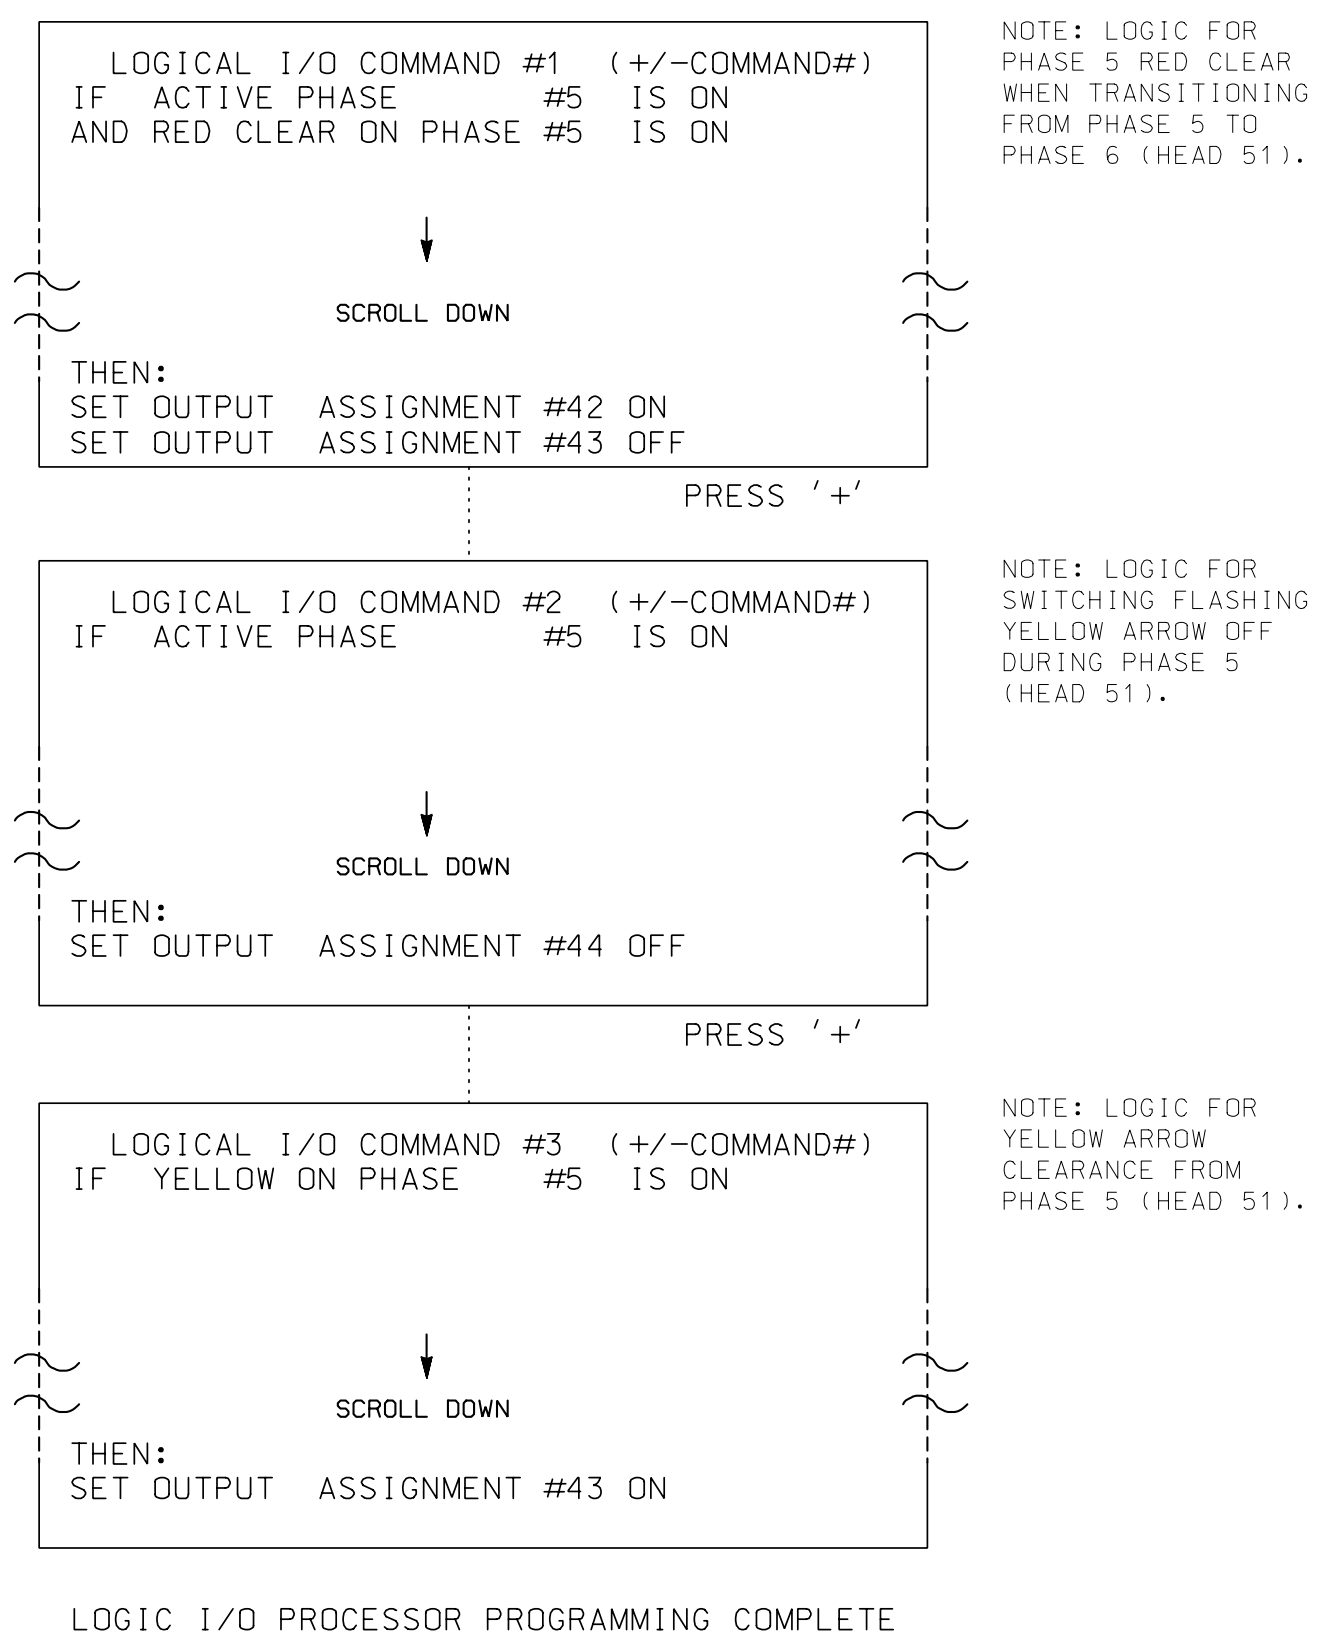 LOGICAL I/O COMMAND #1 (+/-COMMAND#)
IF ACTIVE PHASE #5 IS ON
AND RED CLEAR ON PHASE #5 IS ON
SCROLL DOWN
THEN:
SET OUTPUT ASSIGNMENT #42 ON
SET OUTPUT ASSIGNMENT #43 OFF
NOTE: LOGIC FOR
PHASE 5 RED CLEAR
WHEN TRANSITIONING
FROM PHASE 5 TO
PHASE 6 (HEAD 51).
PRESS '+'
LOGICAL I/O COMMAND #2 (+/-COMMAND#)
IF ACTIVE PHASE #5 IS ON
SCROLL DOWN
THEN:
SET OUTPUT ASSIGNMENT #44 OFF
NOTE: LOGIC FOR
SWITCHING FLASHING
YELLOW ARROW OFF
DURING PHASE 5
(HEAD 51).
PRESS '+'
LOGICAL I/O COMMAND #3 (+/-COMMAND#)
IF YELLOW ON PHASE #5 IS ON
SCROLL DOWN
THEN:
SET OUTPUT ASSIGNMENT #43 ON
NOTE: LOGIC FOR
YELLOW ARROW
CLEARANCE FROM
PHASE 5 (HEAD 51).
LOGIC I/O PROCESSOR PROGRAMMING COMPLETE